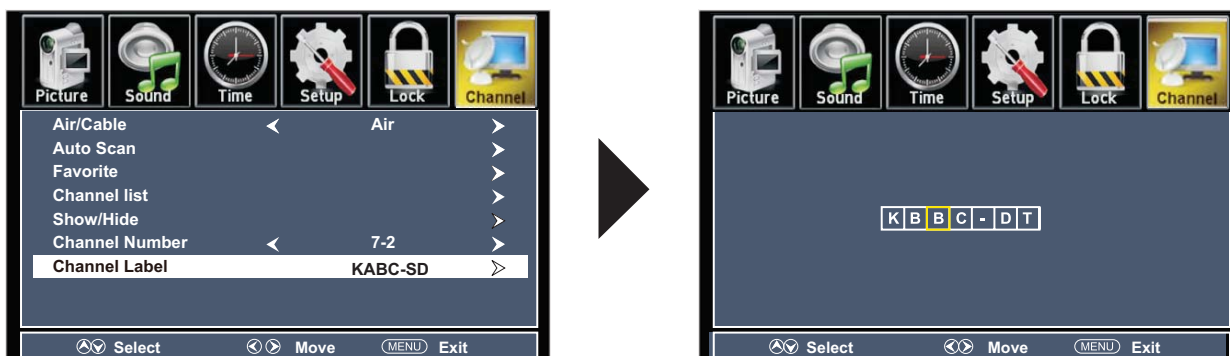 Picture Sound Time Setup Lock Channel
Air/Cable Air
Auto Scan
Favorite
Channel list
Show/Hide
Channel Number 7-2
Channel Label KABC-SD
Select Move MENU Exit
Picture Sound Time Setup Lock Channel
KBBC-DT
Select Move MENU Exit